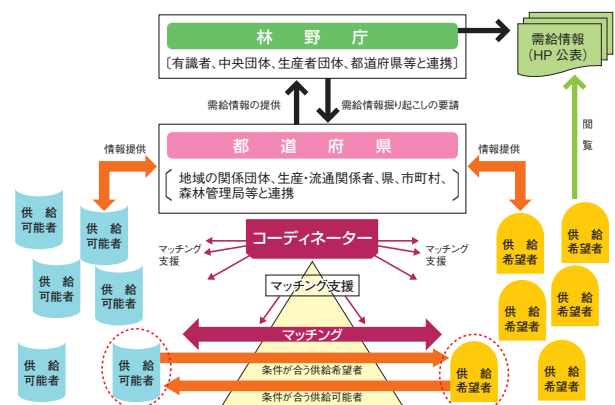 林野庁
〔有識者、中央団体、生産者団体、都道府県等と連携〕
需給情報
（HP 公表）
需給情報の提供
需給情報掘り起こしの要請
閲覧
都道府県
地域の関係団体、生産・流通関係者、県、市町村、
森林管理局等と連携
情報提供
情報提供
供給
可能者
供給
可能者
供給
可能者
供給
可能者
供給
可能者
供給
可能者
コーディネーター
マッチング
支援
マッチング
支援
マッチング支援
マッチング
条件が合う供給希望者
条件が合う供給可能者
供給
希望者
供給
希望者
供給
希望者
供給
希望者
供給
希望者
供給
希望者